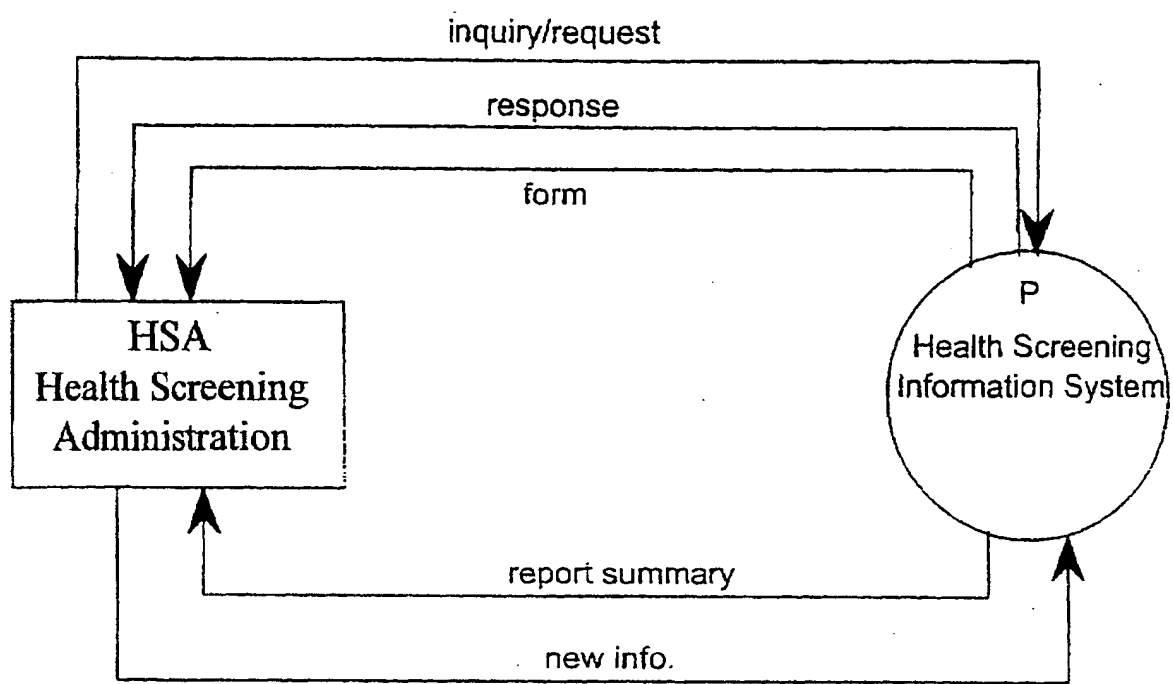 inquiry/request
response
form
HSA
Health Screening
Administration
P
Health Screening
Information System
report summary
new info.